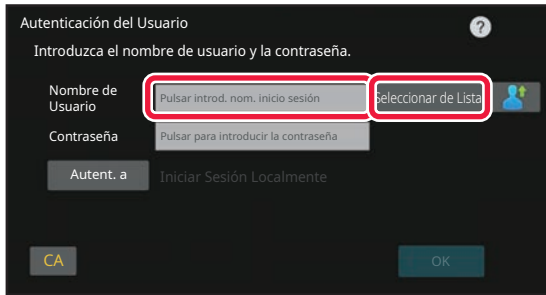 Autenticación del Usuario
?
Introduzca el nombre de usuario y la contraseña.
Nombre de
Usuario
Pulsar introd. nom. inicio sesión
Seleccionar de Lista
Contraseña
Pulsar para introducir la contraseña
Autent. a
Iniciar Sesión Localmente
CA
OK